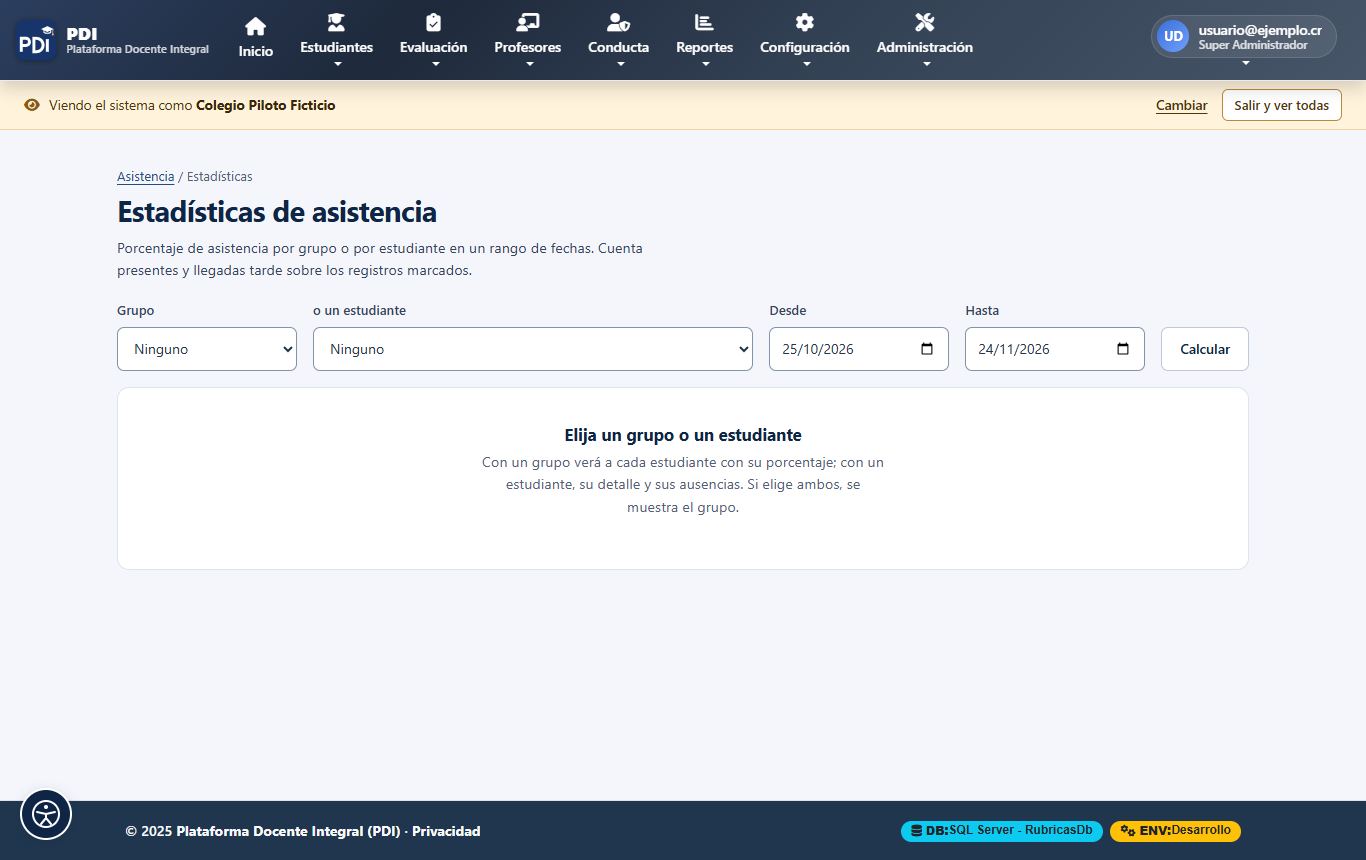 PDI
PDI
Plataforma Docente Integral
Inicio
Estudiantes
Evaluación
Profesores
Conducta
Reportes
Configuración
Administración
UD
usuario@ejemplo.cr
Super Administrador
Viendo el sistema como Colegio Piloto Ficticio
Cambiar
Salir y ver todas
Asistencia / Estadísticas
Estadísticas de asistencia
Porcentaje de asistencia por grupo o por estudiante en un rango de fechas. Cuenta
presentes y llegadas tarde sobre los registros marcados.
Grupo
o un estudiante
Desde
Hasta
Ninguno
Ninguno
25/10/2026
24/11/2026
Calcular
Elija un grupo o un estudiante
Con un grupo verá a cada estudiante con su porcentaje; con un
estudiante, su detalle y sus ausencias. Si elige ambos, se
muestra el grupo.
© 2025 Plataforma Docente Integral (PDI) · Privacidad
DB:SQL Server - RubricasDb
ENV:Desarrollo